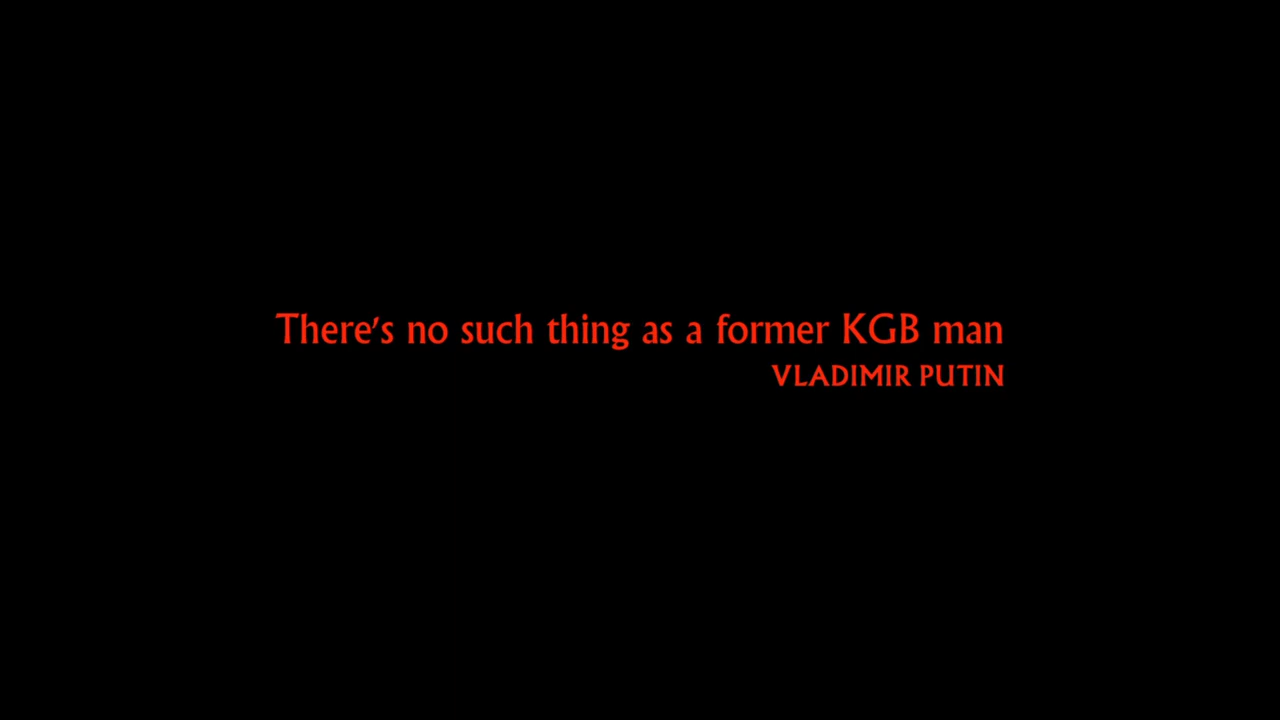 There's no such thing as a former KGB man
VLADIMIR PUTIN